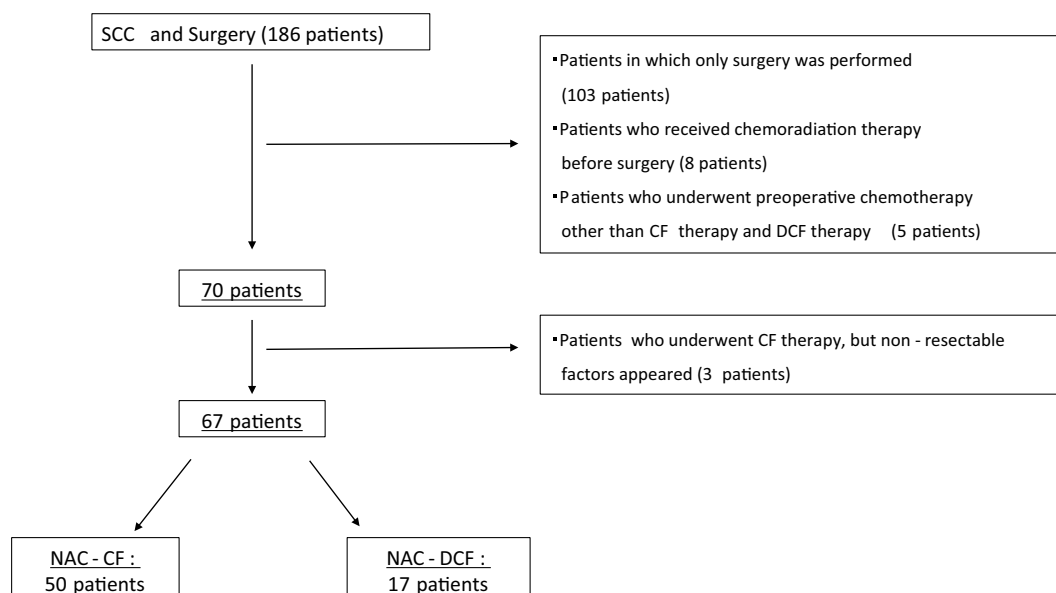 SCC and Surgery (186 patients)
・Patients in which only surgery was performed
(103 patients)
・Patients who received chemoradiation therapy
before surgery (8 patients)
・Patients who underwent preoperative chemotherapy
other than CF therapy and DCF therapy (5 patients)
70 patients
・Patients who underwent CF therapy, but non - resectable
factors appeared (3 patients)
67 patients
NAC - CF :
50 patients
NAC - DCF :
17 patients